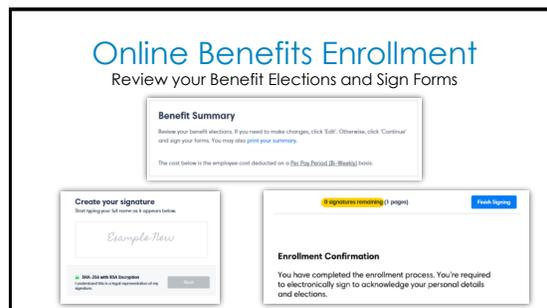 Online Benefits Enrollment
Review your Benefit Elections and Sign Forms
Benefit Summary
Review your benefit elections. If you need to make changes, click 'Edit'. Otherwise, click 'Continue'
and sign your forms. You may also print your summary.
The cost below is the employee cost deducted on a Per Pay Period (Bi-Weekly) basis.
Create your signature
Start typing your full name as it appears below.
Example New
SHA-256 with RSA Encryption
I understand this is a legal representation of my
signature.
Next
0 signatures remaining (1 pages)
Finish Signing
Enrollment Confirmation
You have completed the enrollment process. You're required
to electronically sign to acknowledge your personal details
and elections.